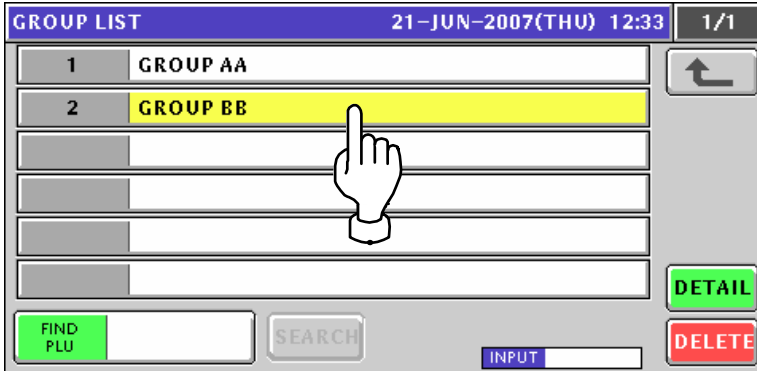 GROUP LIST 21-JUN-2007(THU) 12:33 1/1
1 GROUP AA
2 GROUP BB
DETAIL
FIND
PLU
SEARCH
DELETE
INPUT